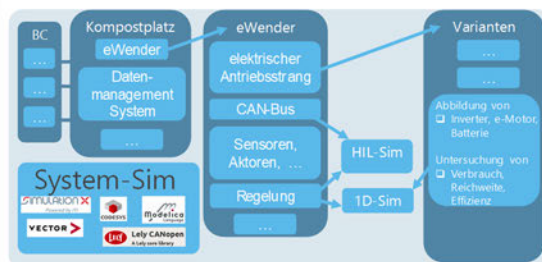 BC
...
...
...
Kompostplatz
eWender
Daten-
management
System
...
eWender
elektrischer
Antriebsstrang
CAN-Bus
Sensoren,
Aktoren, ...
Regelung
...
HIL-Sim
1D-Sim
Varianten
...
...
Abbildung von
Inverter, e-Motor,
Batterie
Untersuchung von
Verbrauch,
Reichweite,
Effizienz
System-Sim
SIMULATION X
CODESYS
Modelica
Language
VECTOR
Lely CANopen
A Lely core library